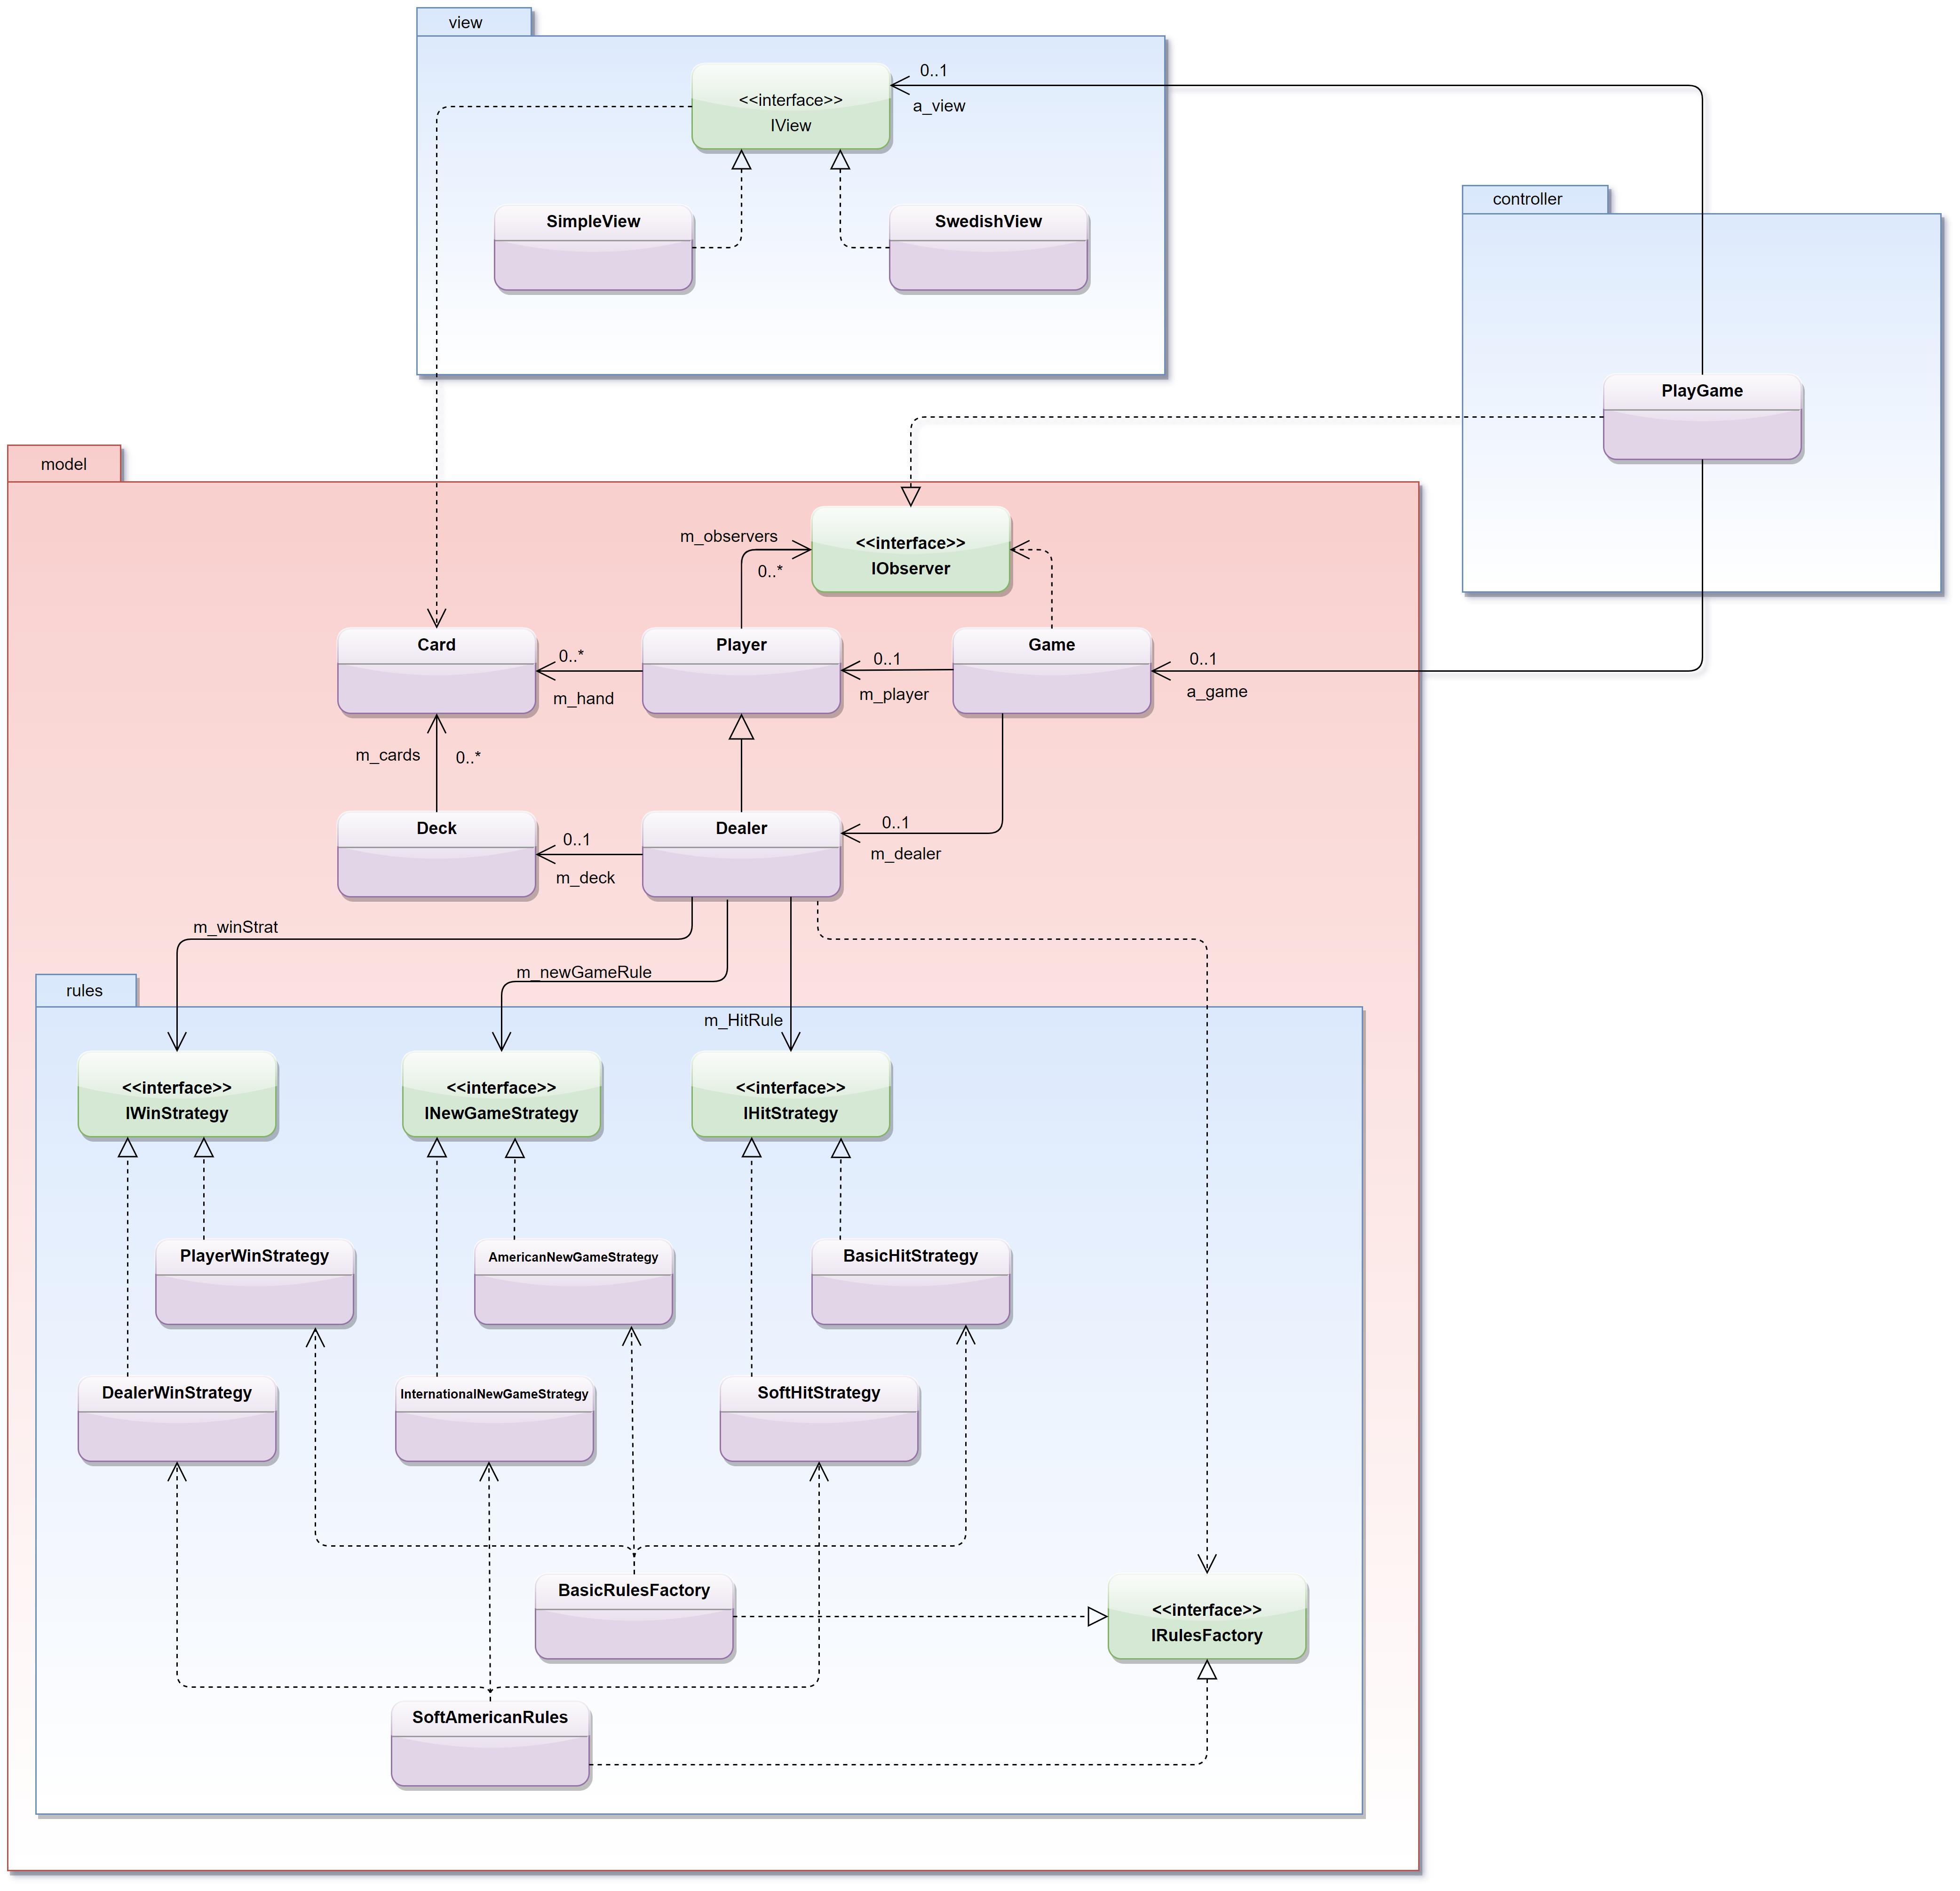 view
0..1
<<interface>>
IView
a_view
SimpleView
SwedishView
controller
PlayGame
model
m_observers
0..*
<<interface>>
IObserver
Card
Player
Game
0..*
m_hand
0..1
m_player
0..1
a_game
m_cards
0..*
Deck
Dealer
0..1
m_deck
0..1
m_dealer
m_winStrat
m_newGameRule
rules
m_HitRule
<<interface>>
IWinStrategy
<<interface>>
INewGameStrategy
<<interface>>
IHitStrategy
PlayerWinStrategy
AmericanNewGameStrategy
BasicHitStrategy
DealerWinStrategy
InternationalNewGameStrategy
SoftHitStrategy
BasicRulesFactory
<<interface>>
IRulesFactory
SoftAmericanRules